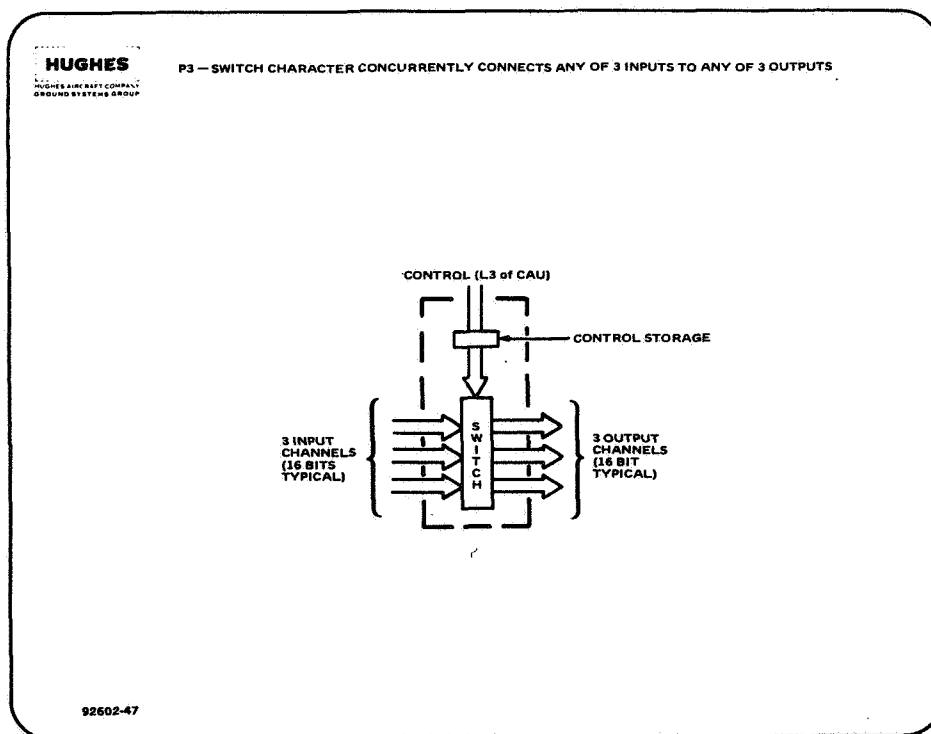 HUGHES
HUGHES AIRCRAFT COMPANY
GROUND SYSTEMS GROUP
P3 — SWITCH CHARACTER CONCURRENTLY CONNECTS ANY OF 3 INPUTS TO ANY OF 3 OUTPUTS
CONTROL (L3 of CAU)
CONTROL STORAGE
3 INPUT
CHANNELS
(16 BITS
TYPICAL)
SWITCH
3 OUTPUT
CHANNELS
(16 BIT
TYPICAL)
92602-47